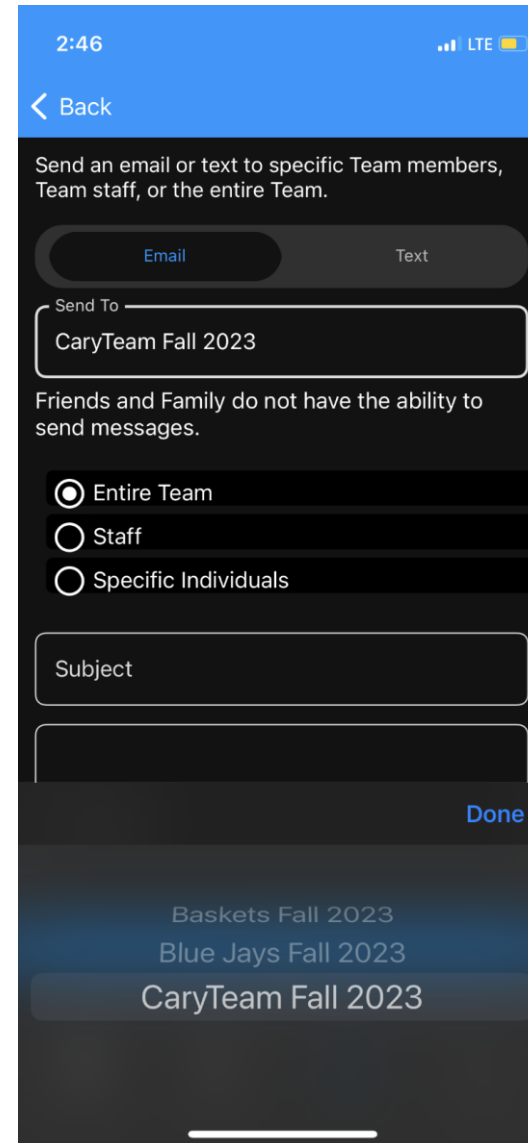 2:46
LTE
Back
Send an email or text to specific Team members,
Team staff, or the entire Team.
Email Text
Send To
CaryTeam Fall 2023
Friends and Family do not have the ability to
send messages.
Entire Team
Staff
Specific Individuals
Subject
Done
Baskets Fall 2023
Blue Jays Fall 2023
CaryTeam Fall 2023